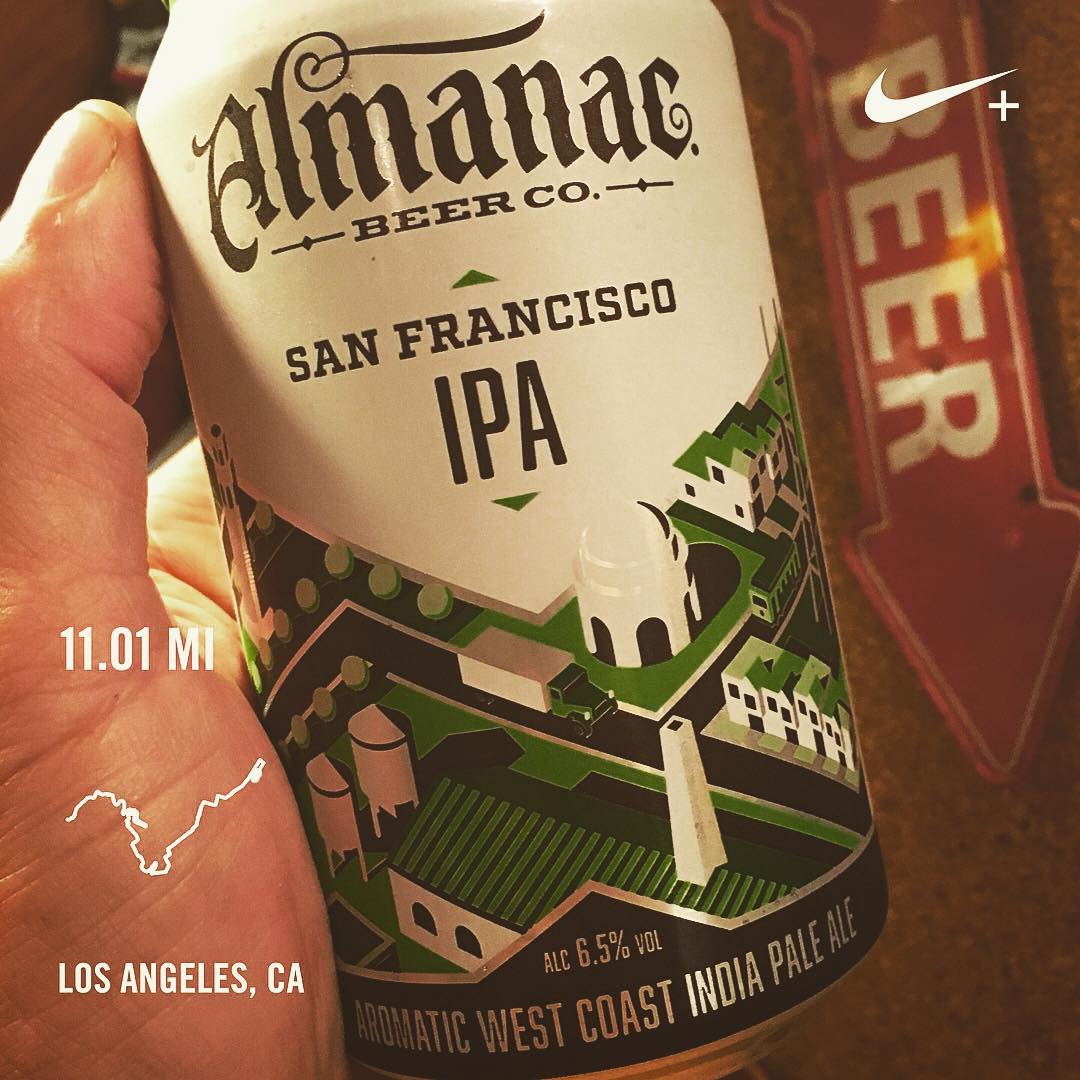 Almanac.
BEER CO.
SAN FRANCISCO
IPA
ALC 6.5% VOL
AROMATIC WEST COAST INDIA PALE ALE
BEER
+
11.01 MI
LOS ANGELES, CA